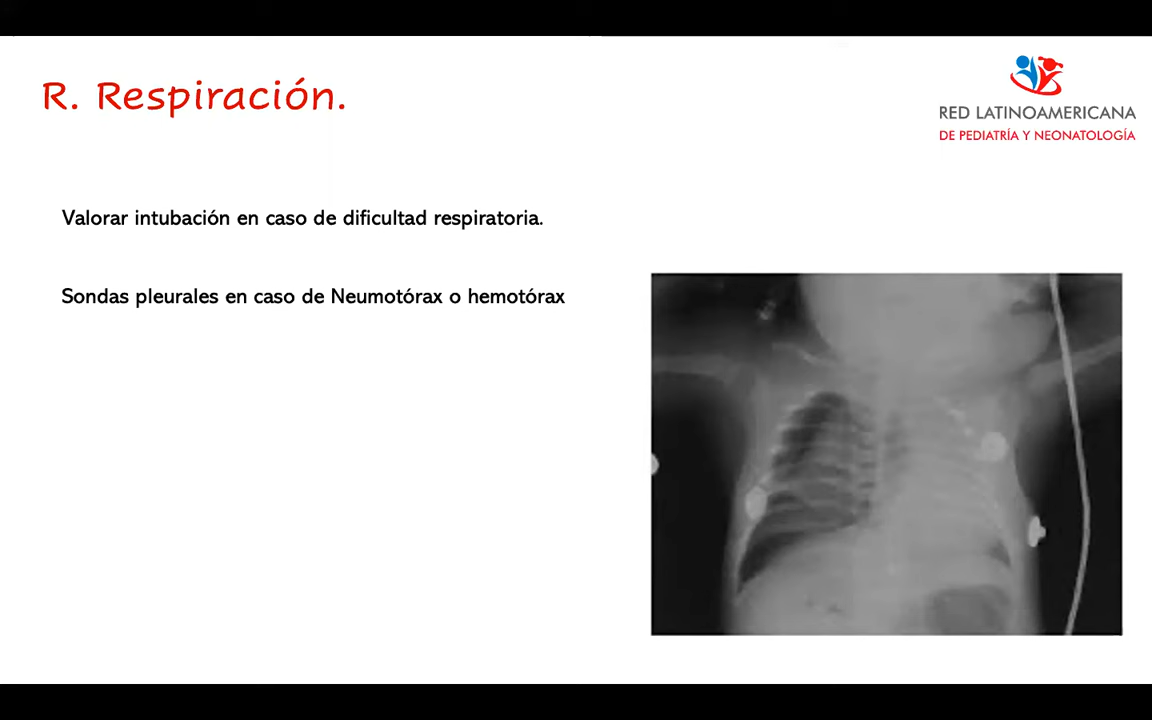 R. Respiración.
RED LATINOAMERICANA
DE PEDIATRÍA Y NEONATOLOGÍA
Valorar intubación en caso de dificultad respiratoria.
Sondas pleurales en caso de Neumotórax o hemotórax